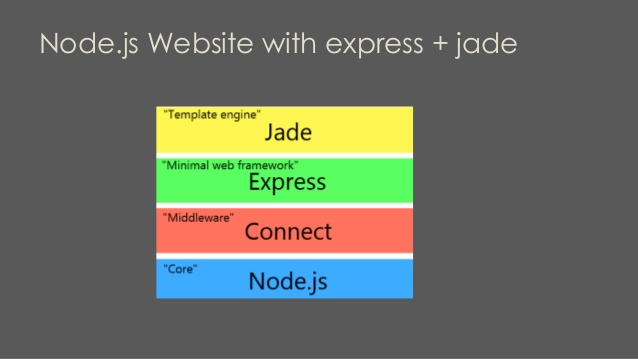 Node.js Website with express + jade
"Template engine"
Jade
"Minimal web framework"
Express
"Middleware"
Connect
"Core"
Node.js